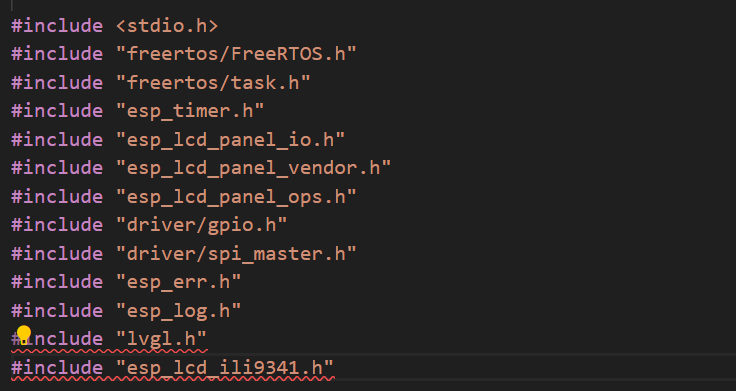 #include <stdio.h>
#include "freertos/FreeRTOS.h"
#include "freertos/task.h"
#include "esp_timer.h"
#include "esp_lcd_panel_io.h"
#include "esp_lcd_panel_vendor.h"
#include "esp_lcd_panel_ops.h"
#include "driver/gpio.h"
#include "driver/spi_master.h"
#include "esp_err.h"
#include "esp_log.h"
#include "lvgl.h"
#include "esp_lcd_ili9341.h"